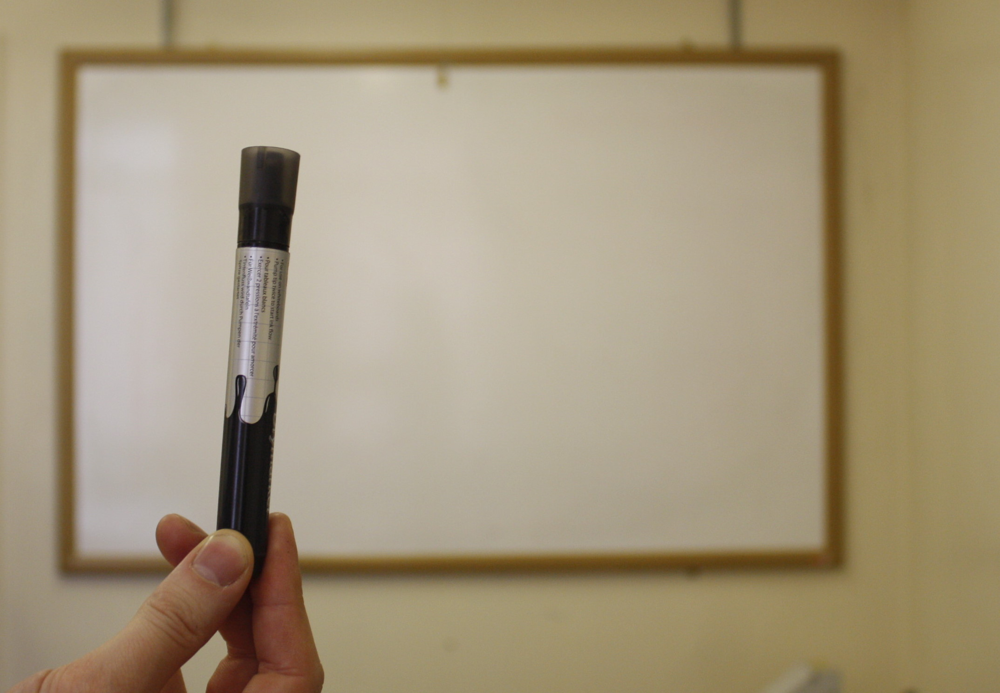 • For use on whiteboards
• Pump tip twice to start ink flow
• Pour tableaux blancs
• Exercer 2 pressions à l'extrémité pour amorcer
• Für Weißwandtafeln
• Tintenfluss wird durch Pumpen der
Spitze gestartet